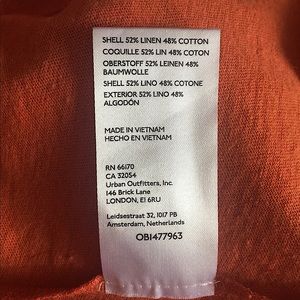 SHELL 52% LINEN 48% COTTON
COQUILLE 52% LIN 48% COTON
OBERSTOFF 52% LEINEN 48%
BAUMWOLLE
SHELL 52% LINO 48% COTONE
EXTERIOR 52% LINO 48%
ALGODÓN
MADE IN VIETNAM
HECHO EN VIETNAM
RN 66170
CA 32054
Urban Outfitters, Inc.
146 Brick Lane
LONDON, E1 6RU
Leidsestraat 32, 1017 PB
Amsterdam, Netherlands
OB1477963